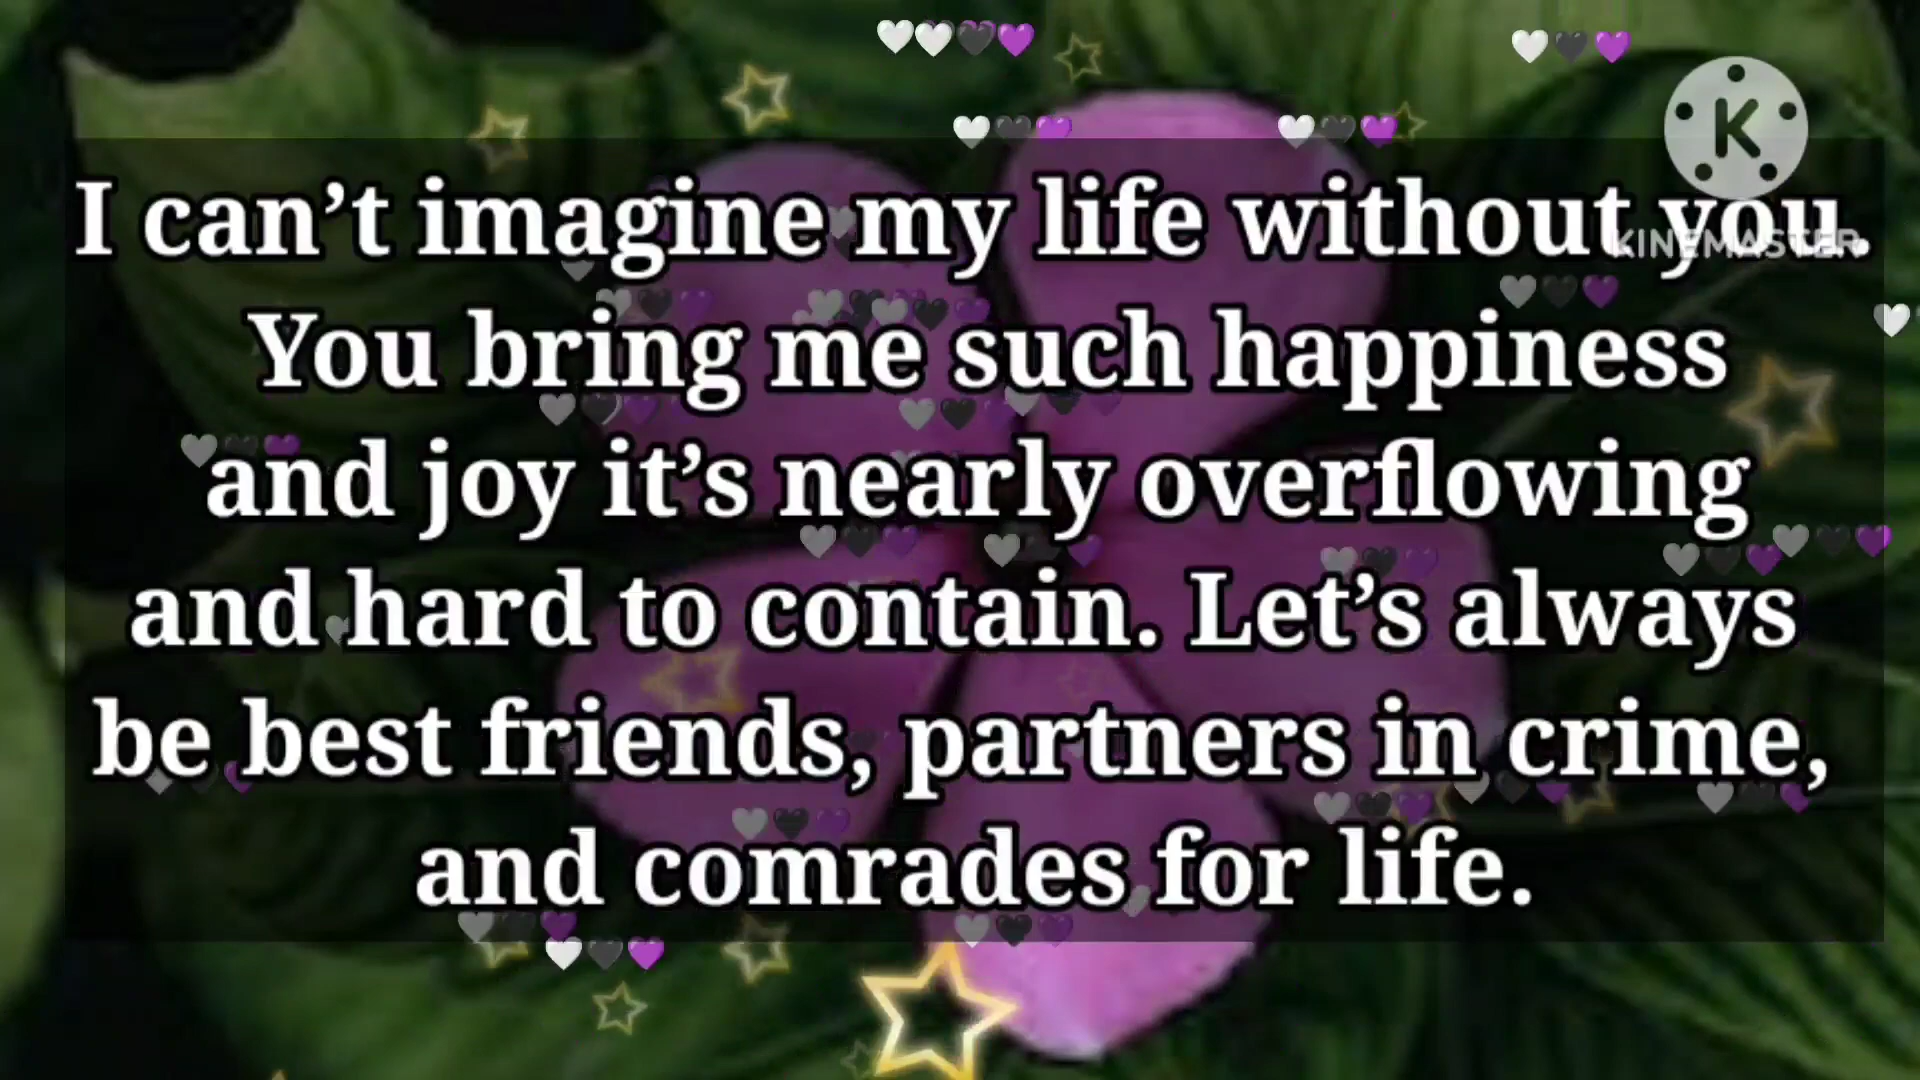 K
KINEMASTER
I can’t imagine my life without you.
You bring me such happiness
and joy it’s nearly overflowing
and hard to contain. Let’s always
be best friends, partners in crime,
and comrades for life.